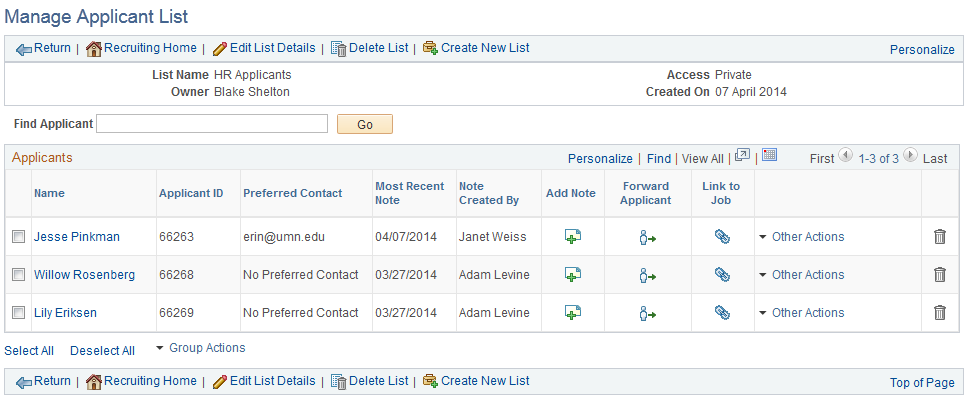 Manage Applicant List
Return | Recruiting Home | Edit List Details | Delete List | Create New List Personalize
List Name HR Applicants Access Private
Owner Blake Shelton Created On 07 April 2014
Find Applicant Go
Applicants Personalize | Find | View All | | First 1-3 of 3 Last
Name Applicant ID Preferred Contact Most Recent Note Note Created By Add Note Forward Applicant Link to Job
Jesse Pinkman 66263 erin@umn.edu 04/07/2014 Janet Weiss Other Actions
Willow Rosenberg 66268 No Preferred Contact 03/27/2014 Adam Levine Other Actions
Lily Eriksen 66269 No Preferred Contact 03/27/2014 Adam Levine Other Actions
Select All Deselect All Group Actions
Return | Recruiting Home | Edit List Details | Delete List | Create New List Top of Page